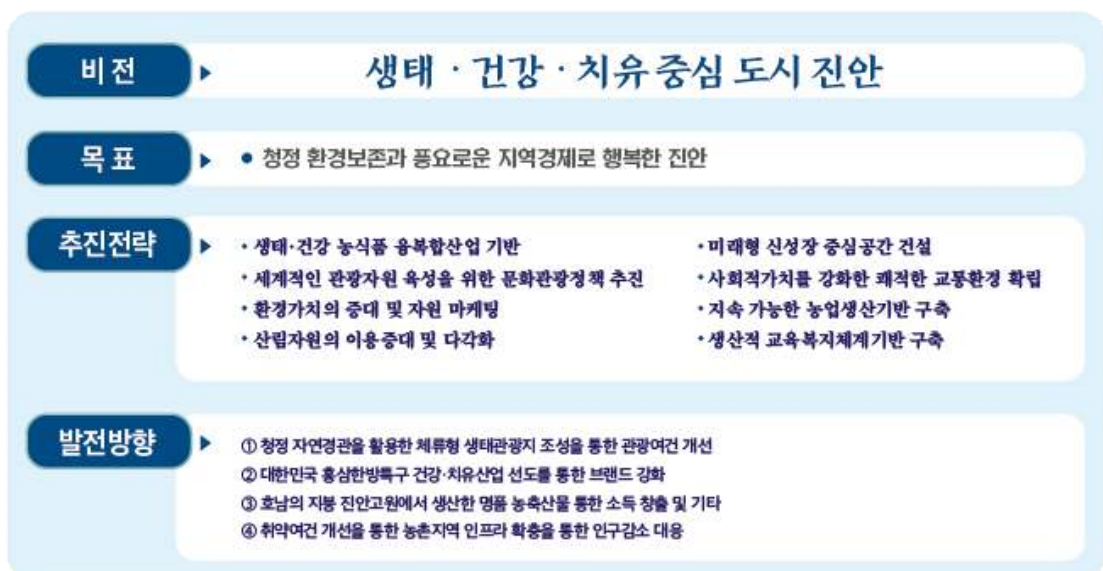 비 전
생태 · 건강 · 치유 중심 도시 진안
목 표
• 청정 환경보존과 풍요로운 지역경제로 행복한 진안
추진전략
· 생태·건강 농식품 융복합산업 기반
· 세계적인 관광자원 육성을 위한 문화관광정책 추진
· 환경가치의 증대 및 자원 마케팅
· 산림자원의 이용증대 및 다각화
· 미래형 신성장 중심공간 건설
· 사회적가치를 강화한 쾌적한 교통환경 확립
· 지속 가능한 농업생산기반 구축
· 생산적 교육복지체계기반 구축
발전방향
① 청정 자연경관을 활용한 체류형 생태관광지 조성을 통한 관광여건 개선
② 대한민국 홍삼한방특구 건강·치유산업 선도를 통한 브랜드 강화
③ 호남의 지붕 진안고원에서 생산한 명품 농축산물 통한 소득 창출 및 기타
④ 취약여건 개선을 통한 농촌지역 인프라 확충을 통한 인구감소 대응